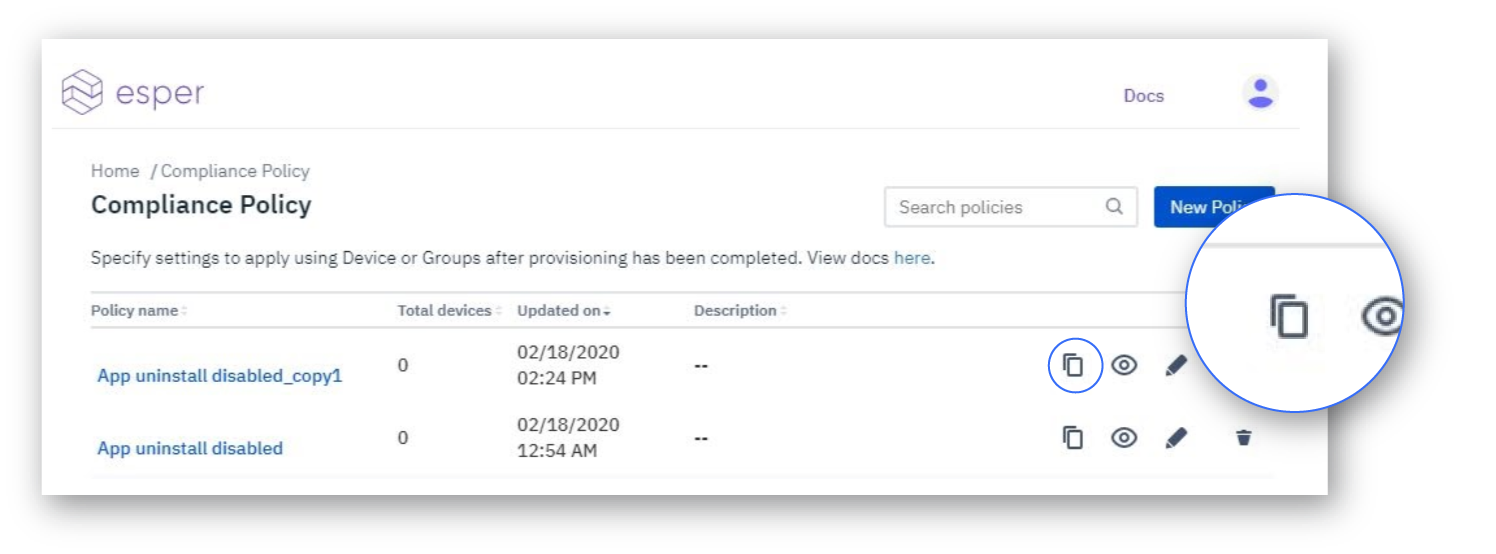 esper
Docs
Home / Compliance Policy
Compliance Policy
Search policies
New
Specify settings to apply using Device or Groups after provisioning has been completed. View docs here.
Policy name Total devices Updated on Description
App uninstall disabled_copy1 0 02/18/2020 02:24 PM --
App uninstall disabled 0 02/18/2020 12:54 AM --